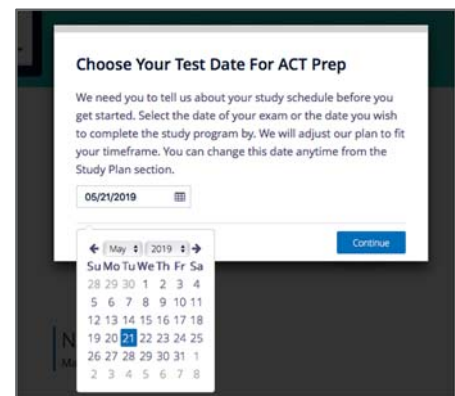 Choose Your Test Date For ACT Prep
We need you to tell us about your study schedule before you
get started. Select the date of your exam or the date you wish
to complete the study program by. We will adjust our plan to fit
your timeframe. You can change this date anytime from the
Study Plan section.
05/21/2019
Continue
May 2019
Su Mo Tu We Th Fr Sa
28 29 30 1 2 3 4
5 6 7 8 9 10 11
12 13 14 15 16 17 18
19 20 21 22 23 24 25
26 27 28 29 30 31 1
2 3 4 5 6 7 8